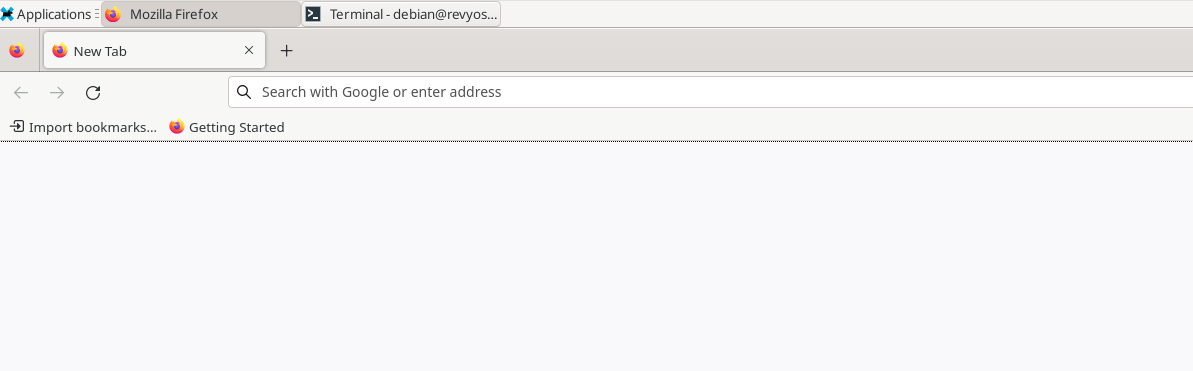 Applications Mozilla Firefox Terminal - debian@revyos...
New Tab
Search with Google or enter address
Import bookmarks... Getting Started